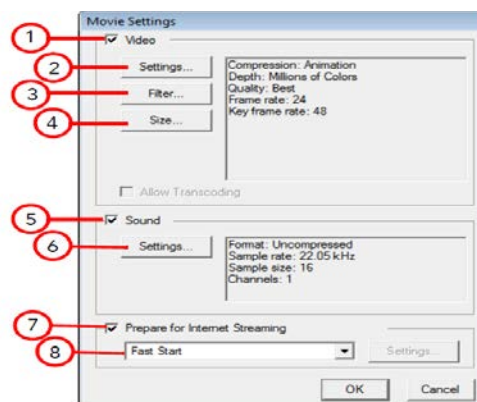 Movie Settings
1 Video
2 Settings...
Compression: Animation
Depth: Millions of Colors
Quality: Best
Frame rate: 24
Key frame rate: 48
3 Filter...
4 Size...
Allow Transcoding
5 Sound
6 Settings...
Format: Uncompressed
Sample rate: 22.05 kHz
Sample size: 16
Channels: 1
7 Prepare for Internet Streaming
8 Fast Start
Settings...
OK Cancel